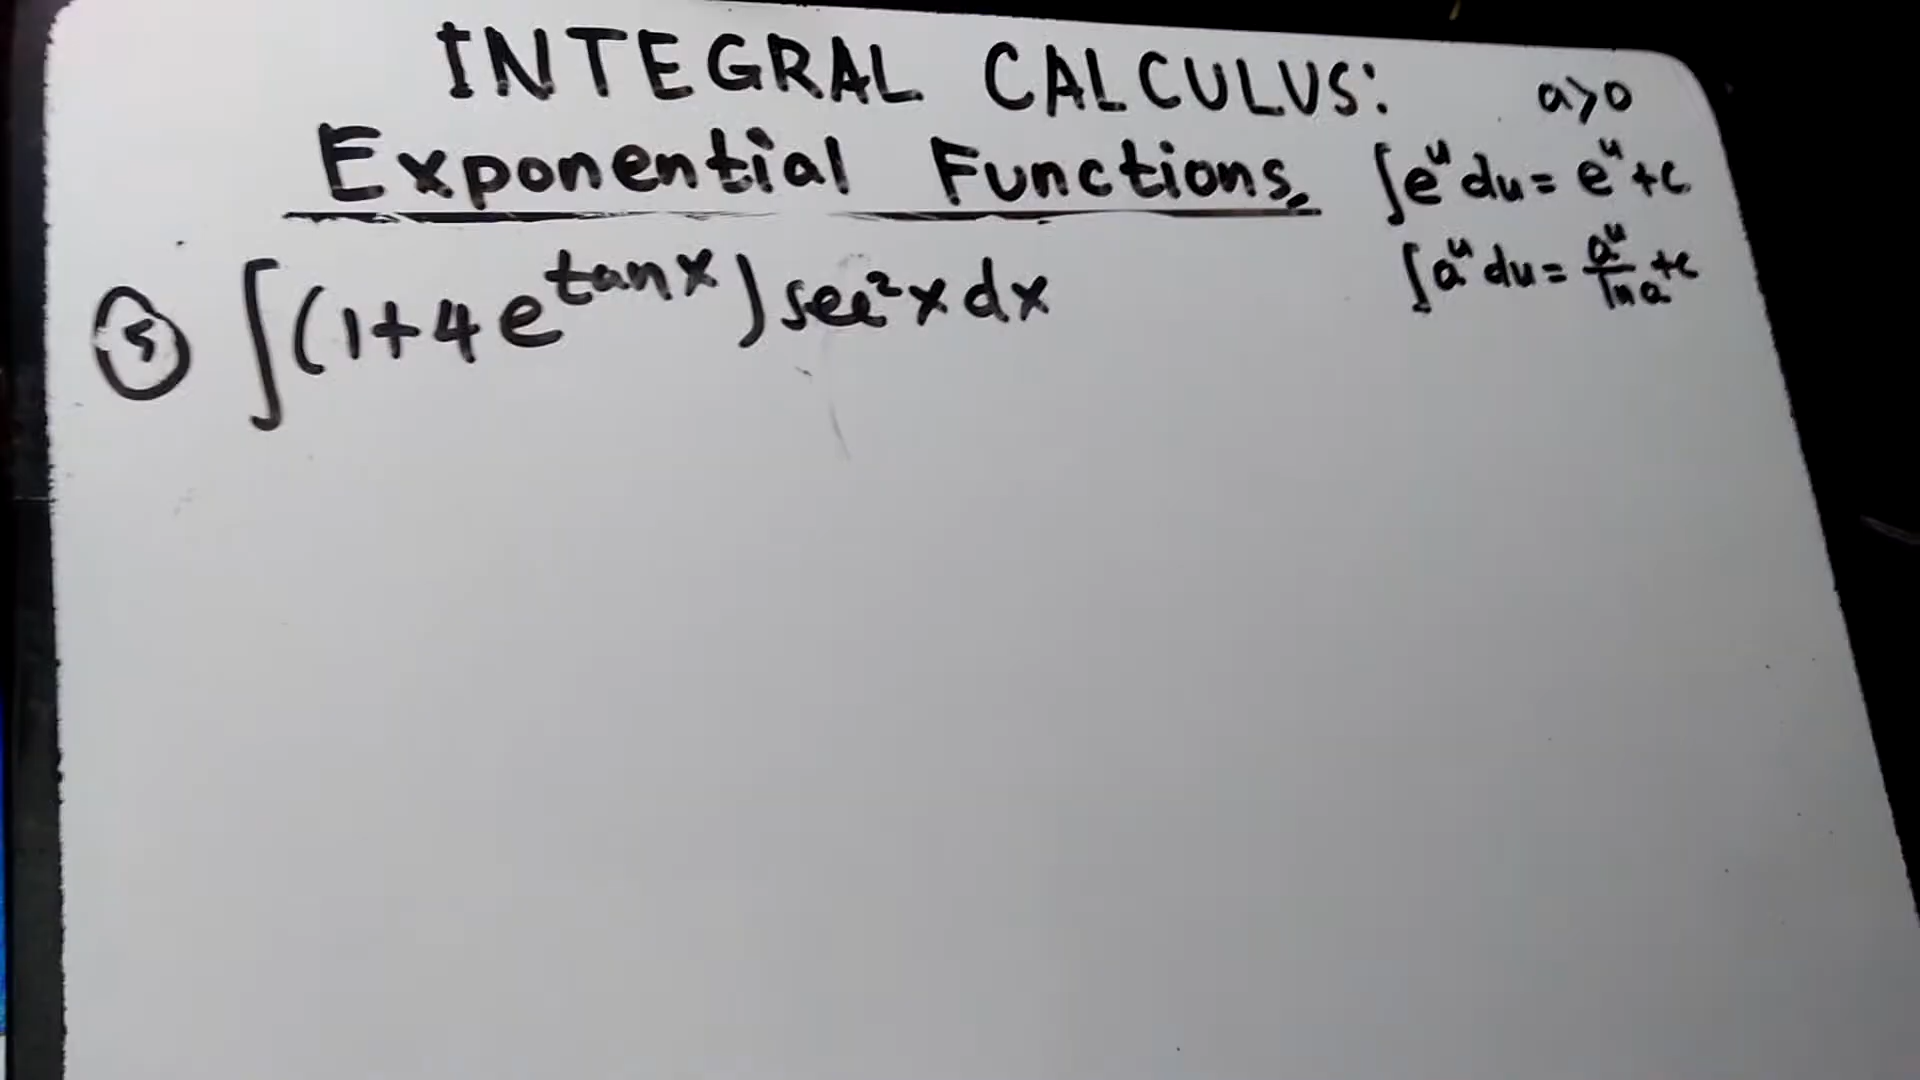 INTEGRAL CALCULUS:
a>0
Exponential Functions.
∫e^u du = e^u + c
∫a^u du = a^u/ln a + c
⑤ ∫(1+4e^tanx) sec²x dx